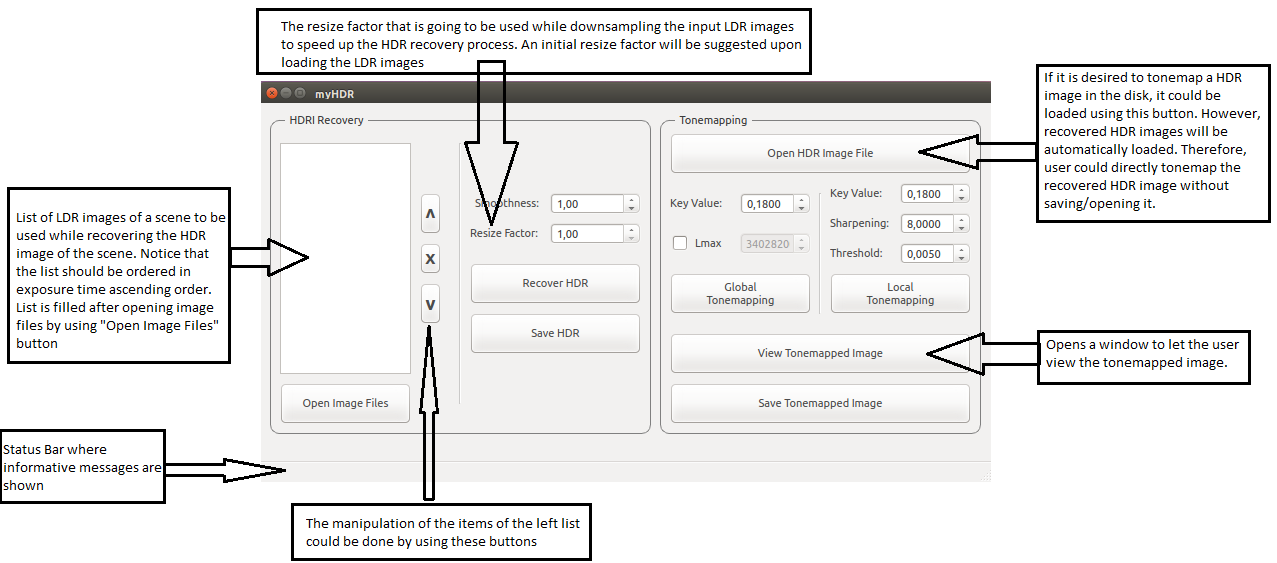 The resize factor that is going to be used while downsampling the input LDR images
to speed up the HDR recovery process. An initial resize factor will be suggested upon
loading the LDR images
If it is desired to tonemap a HDR
image in the disk, it could be
loaded using this button. However,
recovered HDR images will be
automatically loaded. Therefore,
user could directly tonemap the
recovered HDR image without
saving/opening it.
myHDR
HDRI Recovery
Tonemapping
Open HDR Image File
List of LDR images of a scene to be
used while recovering the HDR
image of the scene. Notice that
the list should be ordered in
exposure time ascending order.
List is filled after opening image
files by using "Open Image Files"
button
Λ
X
V
Smoothness: 1,00
Resize Factor: 1,00
Recover HDR
Save HDR
Open Image Files
Key Value: 0,1800
Lmax 3402820
Global
Tonemapping
Key Value: 0,1800
Sharpening: 8,0000
Threshold: 0,0050
Local
Tonemapping
View Tonemapped Image
Save Tonemapped Image
Opens a window to let the user
view the tonemapped image.
Status Bar where
informative messages are
shown
The manipulation of the items of the left list
could be done by using these buttons